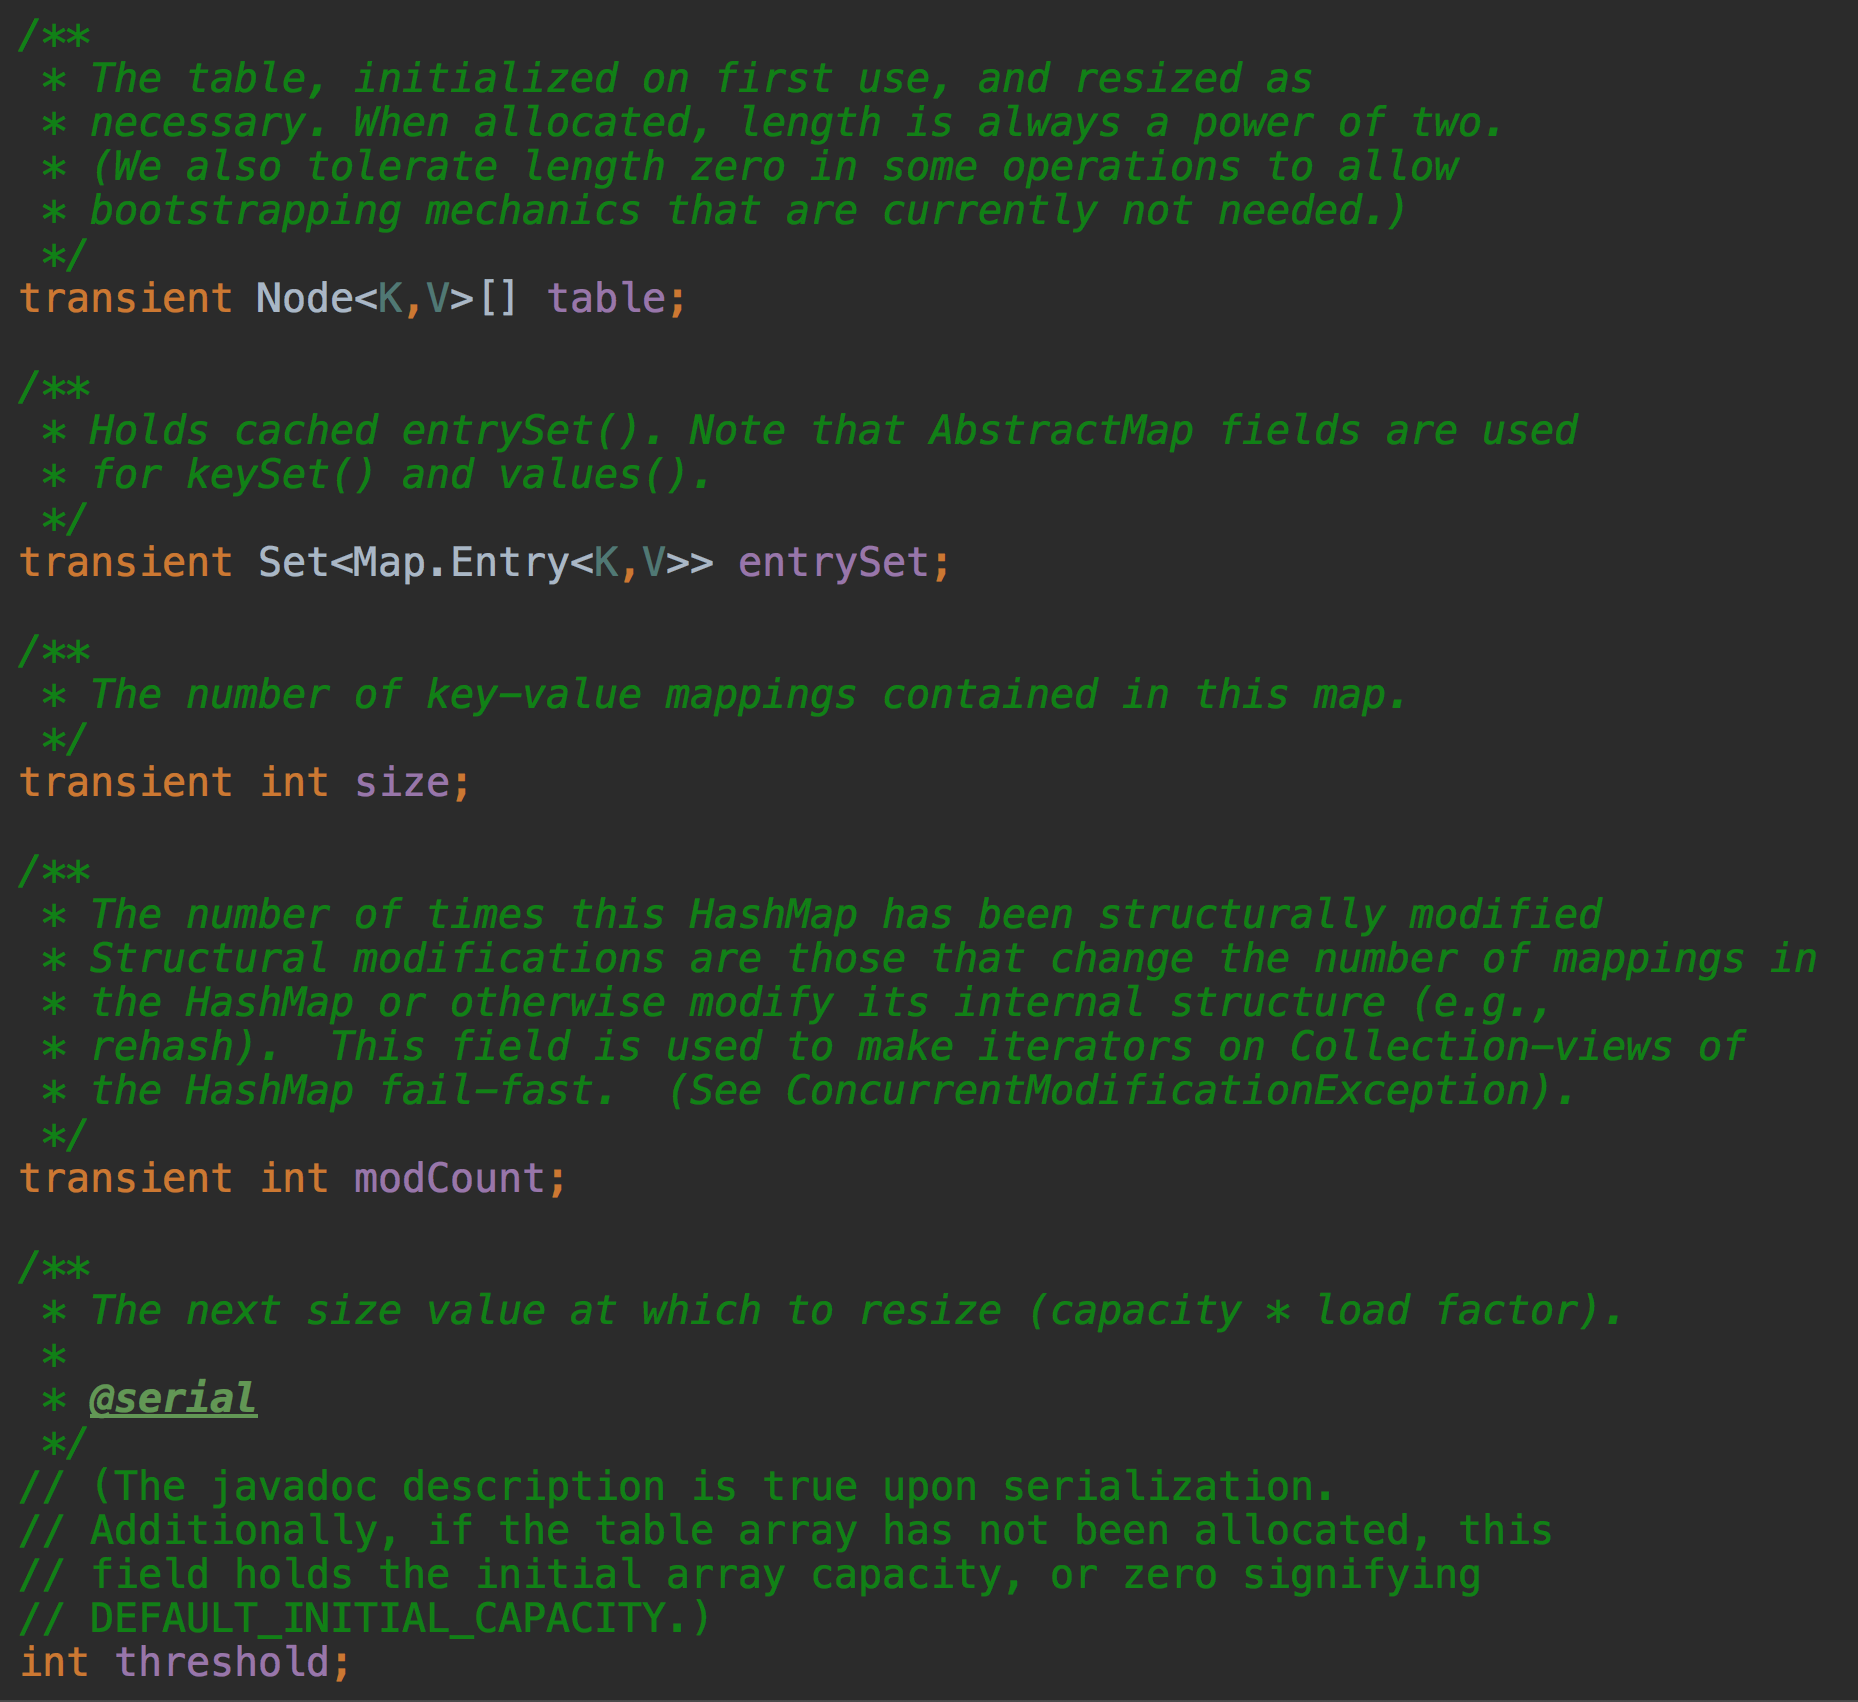 /**
 * The table, initialized on first use, and resized as
 * necessary. When allocated, length is always a power of two.
 * (We also tolerate length zero in some operations to allow
 * bootstrapping mechanics that are currently not needed.)
 */
transient Node<K,V>[] table;
/**
 * Holds cached entrySet(). Note that AbstractMap fields are used
 * for keySet() and values().
 */
transient Set<Map.Entry<K,V>> entrySet;
/**
 * The number of key-value mappings contained in this map.
 */
transient int size;
/**
 * The number of times this HashMap has been structurally modified
 * Structural modifications are those that change the number of mappings in
 * the HashMap or otherwise modify its internal structure (e.g.,
 * rehash).  This field is used to make iterators on Collection-views of
 * the HashMap fail-fast.  (See ConcurrentModificationException).
 */
transient int modCount;
/**
 * The next size value at which to resize (capacity * load factor).
 *
 * @serial
 */
// (The javadoc description is true upon serialization.
// Additionally, if the table array has not been allocated, this
// field holds the initial array capacity, or zero signifying
// DEFAULT_INITIAL_CAPACITY.)
int threshold;